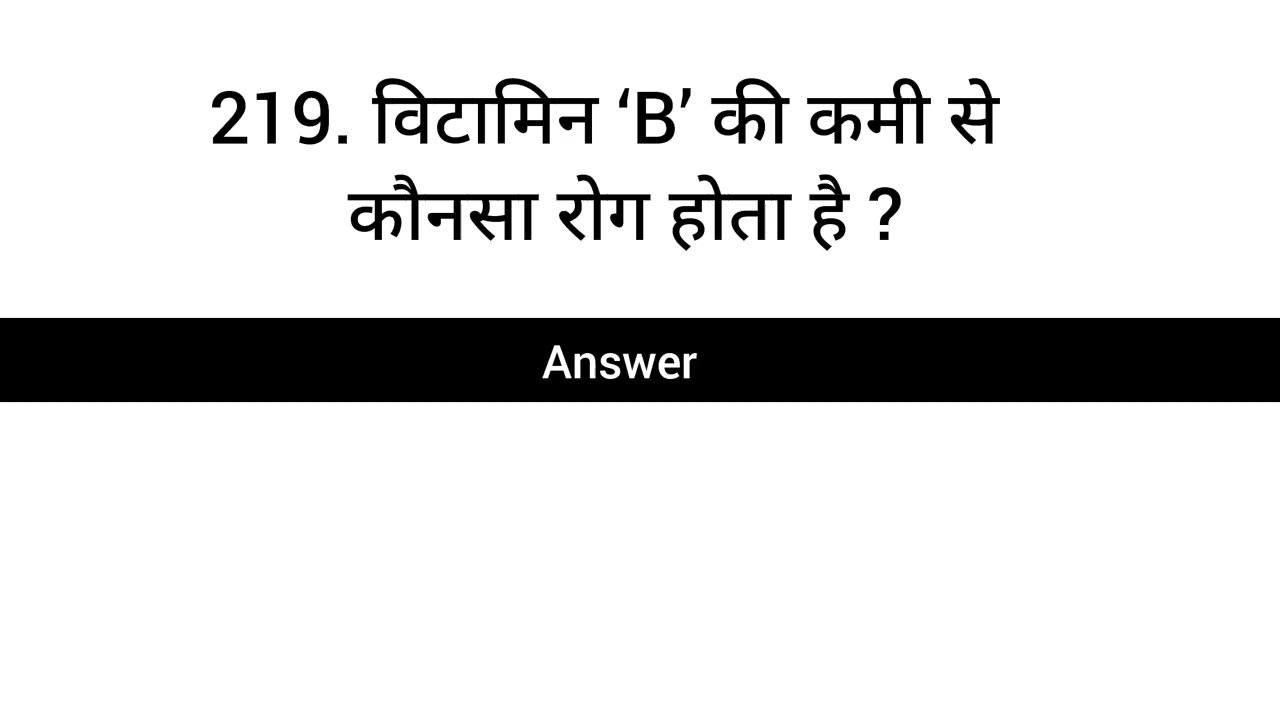 219. विटामिन ‘B’ की कमी से
कौनसा रोग होता है ?
Answer